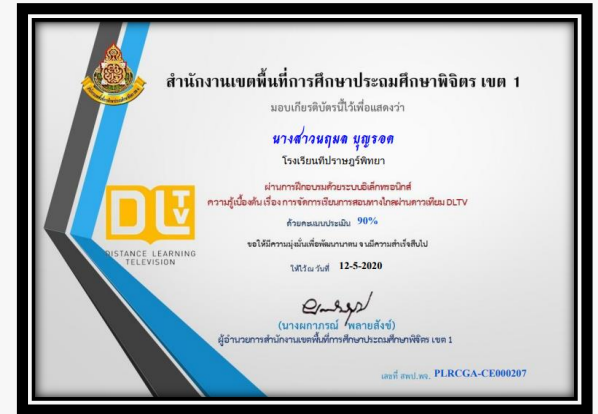 สำนักงานเขตพื้นที่การศึกษาประถมศึกษาพิจิตร เขต 1
มอบเกียรติบัตรนี้ไว้เพื่อแสดงว่า
นางสาวนฤมล บุญรอด
โรงเรียนทีปราษฎร์พิทยา
ผ่านการฝึกอบรมด้วยระบบอิเล็กทรอนิกส์
ความรู้เบื้องต้น เรื่อง การจัดการเรียนการสอนทางไกลผ่านดาวเทียม DLTV
ด้วยคะแนนประเมิน 90%
ขอให้มีความมุ่งมั่นเพื่อพัฒนาตน จนมีความสำเร็จสืบไป
ให้ไว้ ณ วันที่ 12-5-2020
DLTV
DISTANCE LEARNING
TELEVISION
(นางผกาภรณ์ พลายสังข์)
ผู้อำนวยการสำนักงานเขตพื้นที่การศึกษาประถมศึกษาพิจิตร เขต 1
เลขที่ สพป.พจ. PLRCGA-CE000207